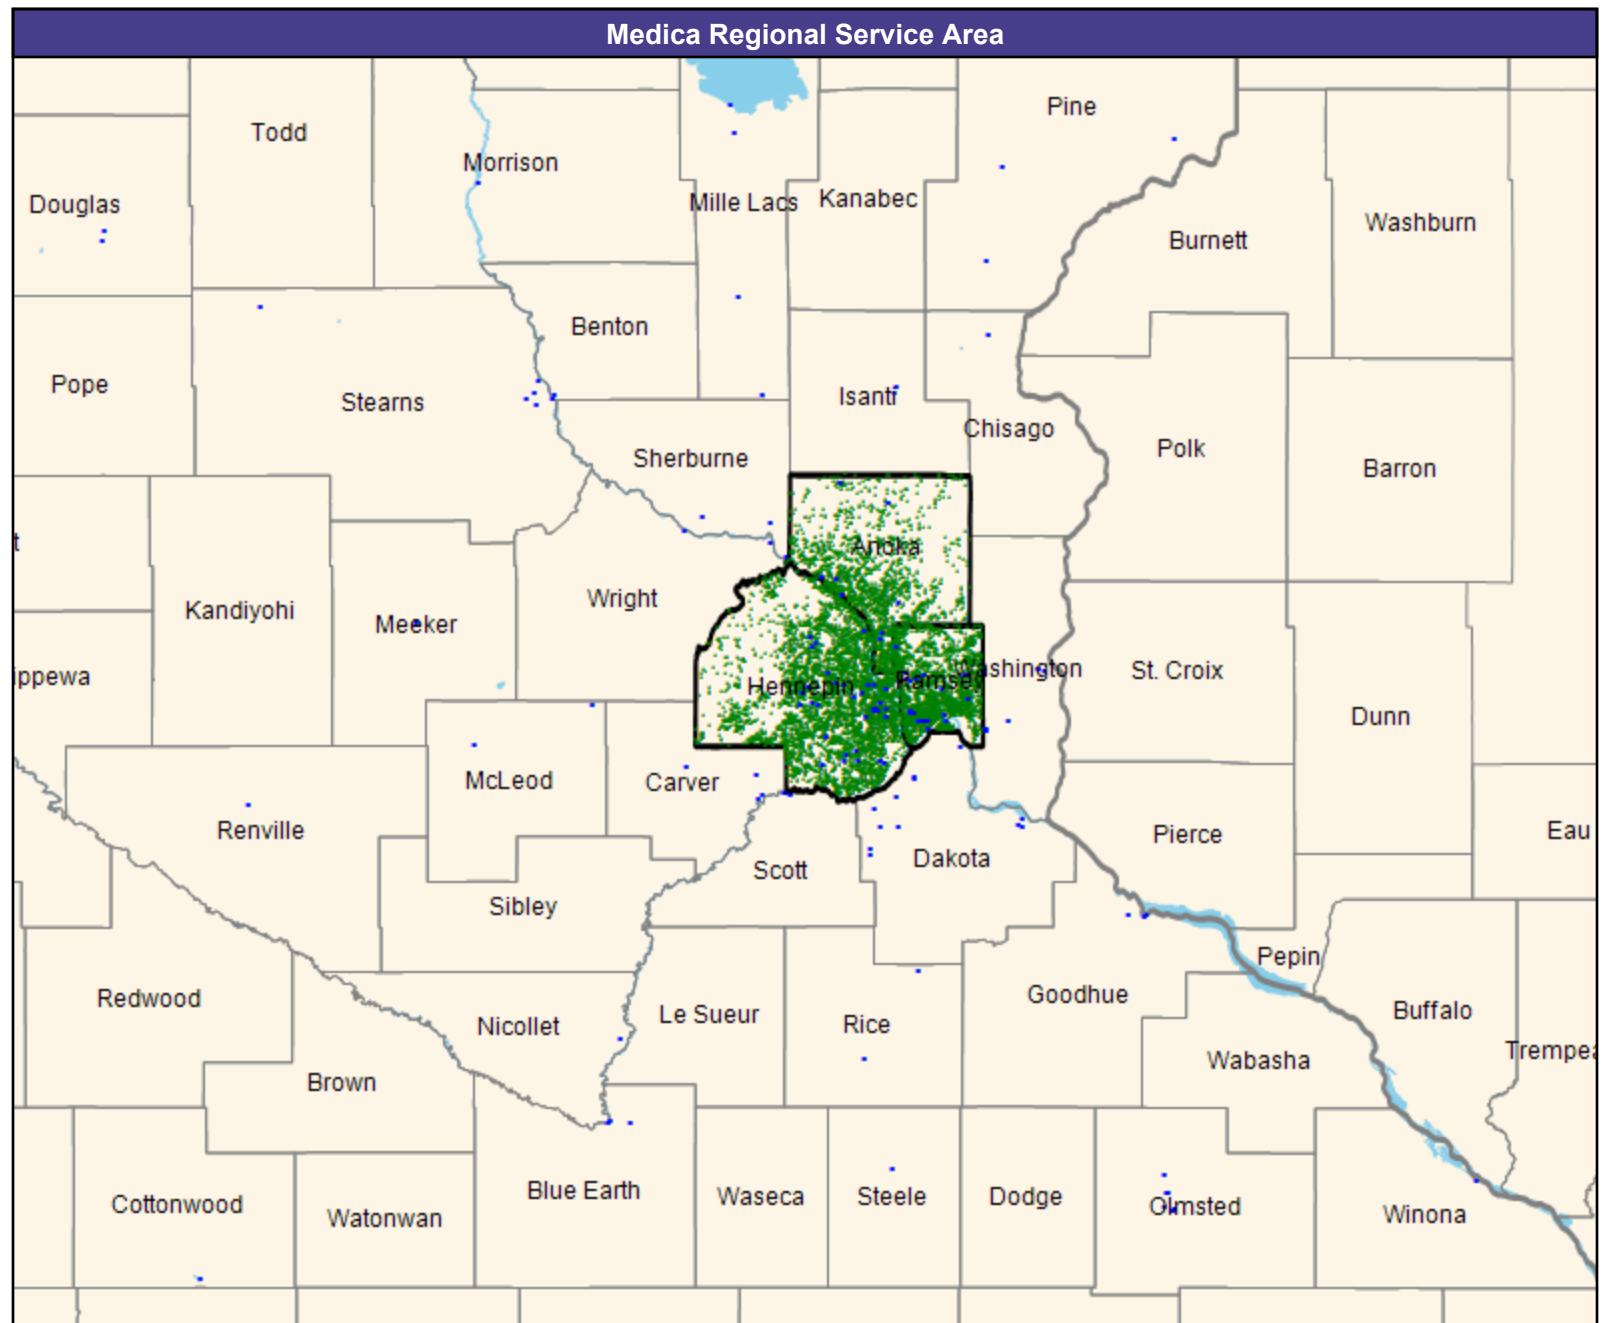 Medica Regional Service Area
Pine
Todd
Morrison
Douglas
Mille Lacs
Kanabec
Washburn
Burnett
Benton
Pope
Stearns
Isanti
Chisago
Polk
Sherburne
Barron
t
Anoka
Kandiyohi
Meeker
Wright
ippewa
Hennepin
Ramsey
Washington
St. Croix
Dunn
McLeod
Carver
Renville
Pierce
Eau
Scott
Dakota
Sibley
Pepin
Redwood
Goodhue
Nicollet
Le Sueur
Rice
Buffalo
Trempea
Wabasha
Brown
Cottonwood
Watonwan
Blue Earth
Waseca
Steele
Dodge
Olmsted
Winona